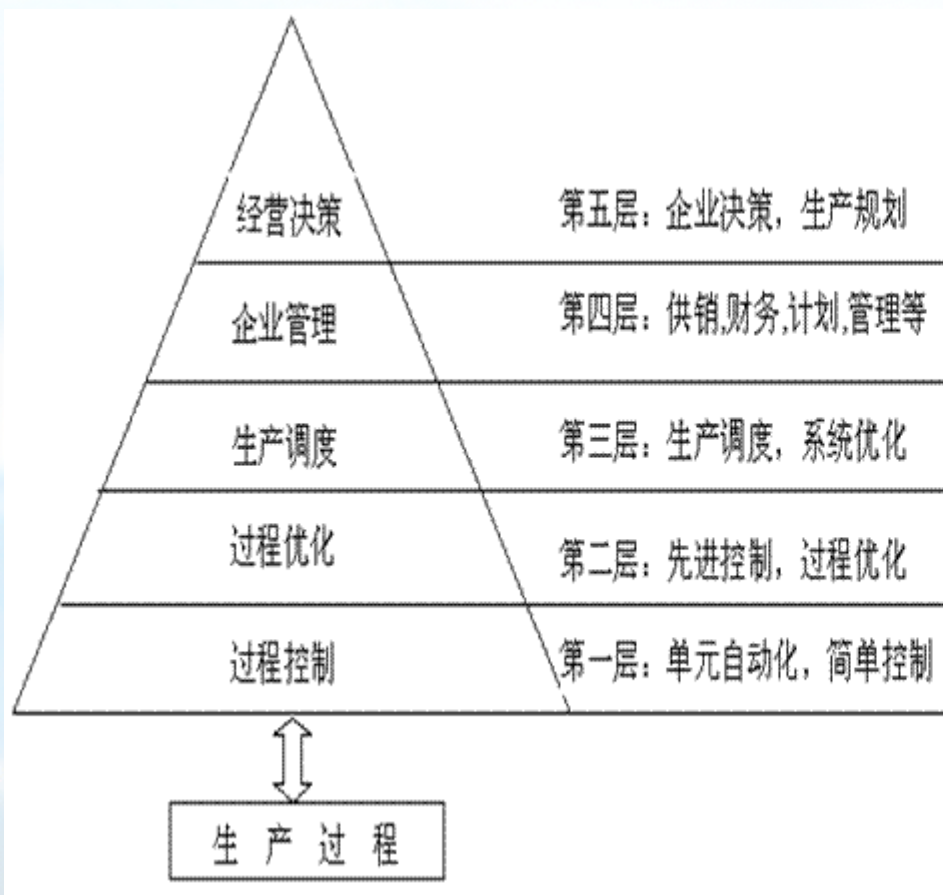 经营决策
第五层：企业决策，生产规划
企业管理
第四层：供销,财务,计划,管理等
生产调度
第三层：生产调度，系统优化
过程优化
第二层：先进控制，过程优化
过程控制
第一层：单元自动化，简单控制
生 产 过 程